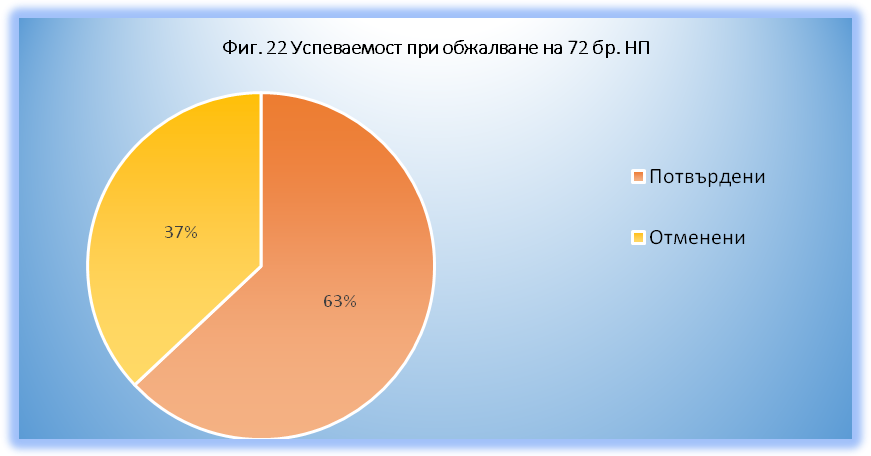 Фиг. 22 Успеваемост при обжалване на 72 бр. НП
Потвърдени
37%
Отменени
63%